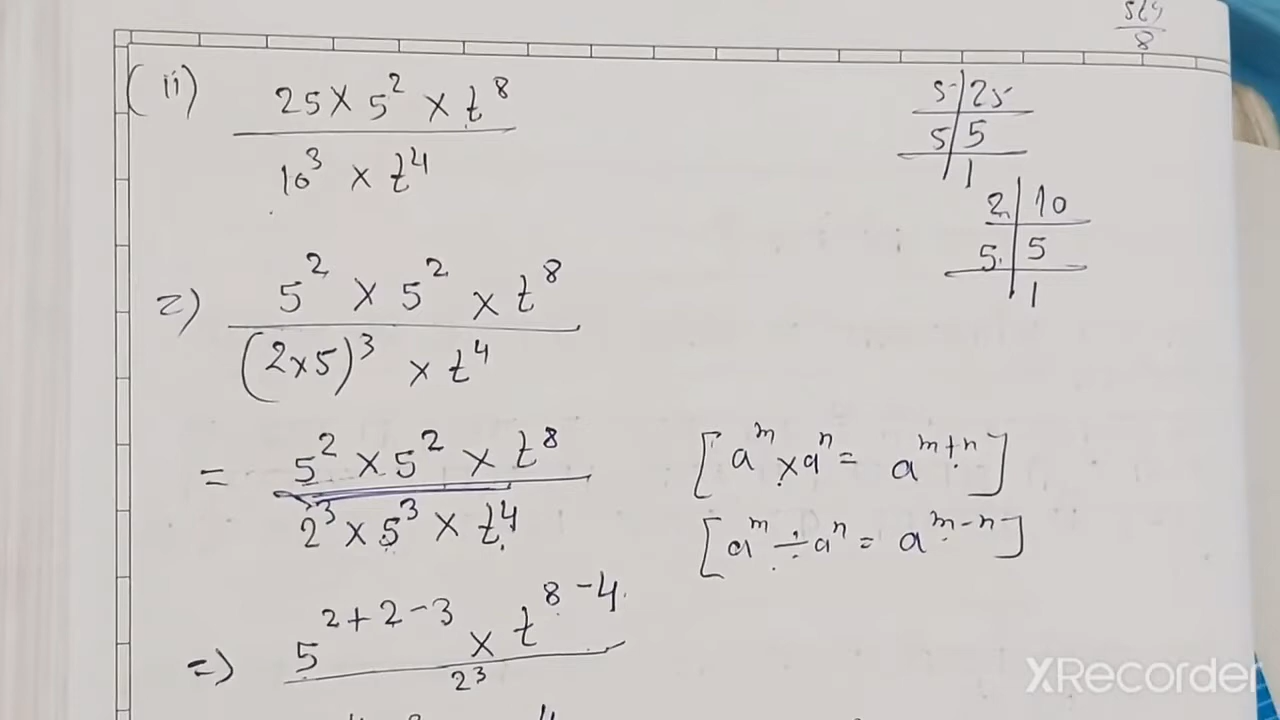 5t4
8
(ii) 25 × 5² × t⁸
10³ × t⁴
5 | 25
5 | 5
1
2 | 10
5 | 5
1
=) 5² × 5² × t⁸
(2×5)³ × t⁴
= 5² × 5² × t⁸
2³ × 5³ × t⁴
[aᵐ × aⁿ = aᵐ⁺ⁿ]
[aᵐ ÷ aⁿ = aᵐ⁻ⁿ]
=) 5²⁺²⁻³ × t⁸⁻⁴
2³
XRecorder